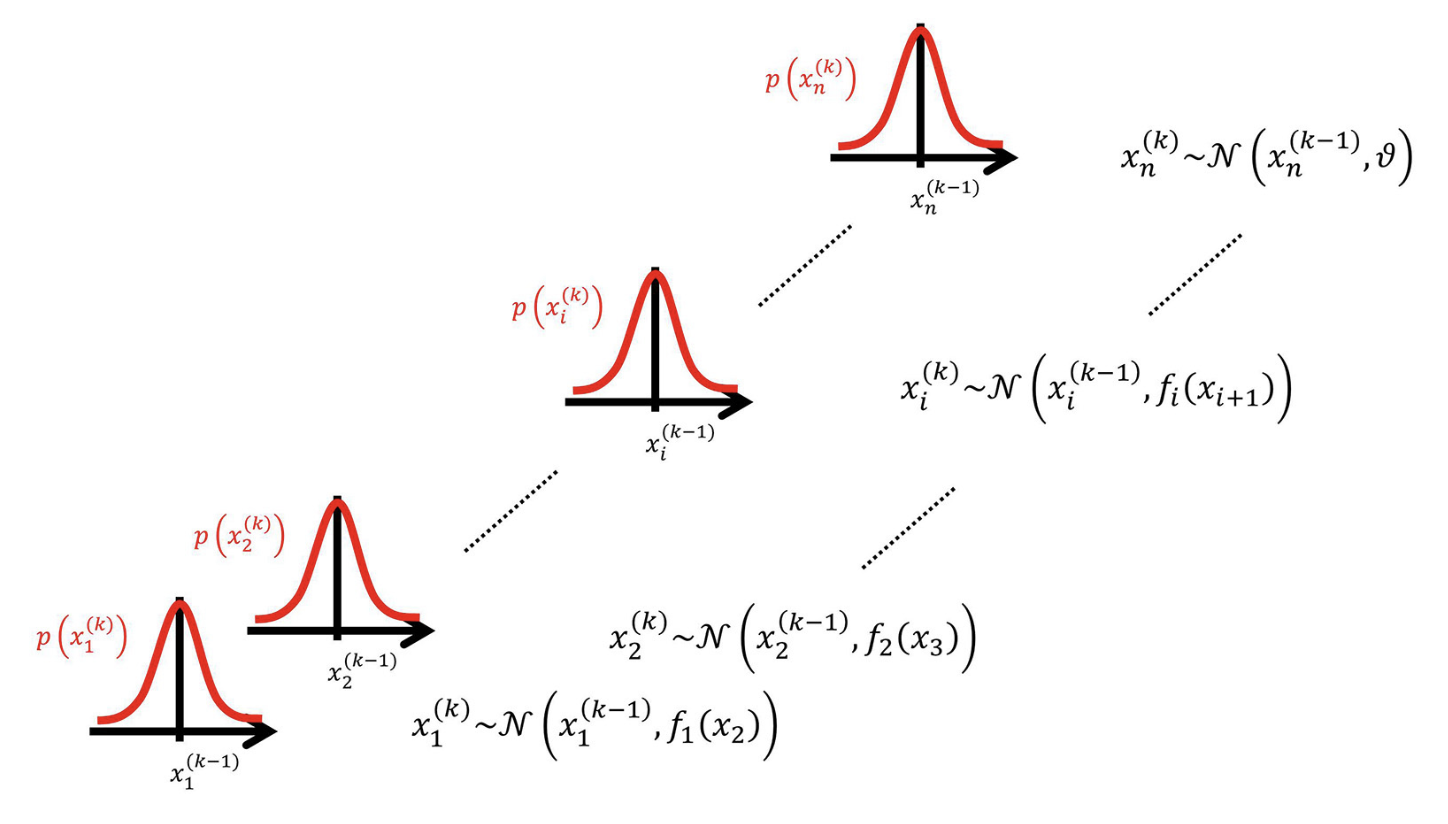 p(x_n^{(k)})
x_n^{(k-1)}
x_n^{(k)}~𝒩(x_n^{(k-1)}, ϑ)
p(x_i^{(k)})
x_i^{(k-1)}
x_i^{(k)}~𝒩(x_i^{(k-1)}, f_i(x_{i+1}))
p(x_2^{(k)})
x_2^{(k-1)}
x_2^{(k)}~𝒩(x_2^{(k-1)}, f_2(x_3))
p(x_1^{(k)})
x_1^{(k-1)}
x_1^{(k)}~𝒩(x_1^{(k-1)}, f_1(x_2))